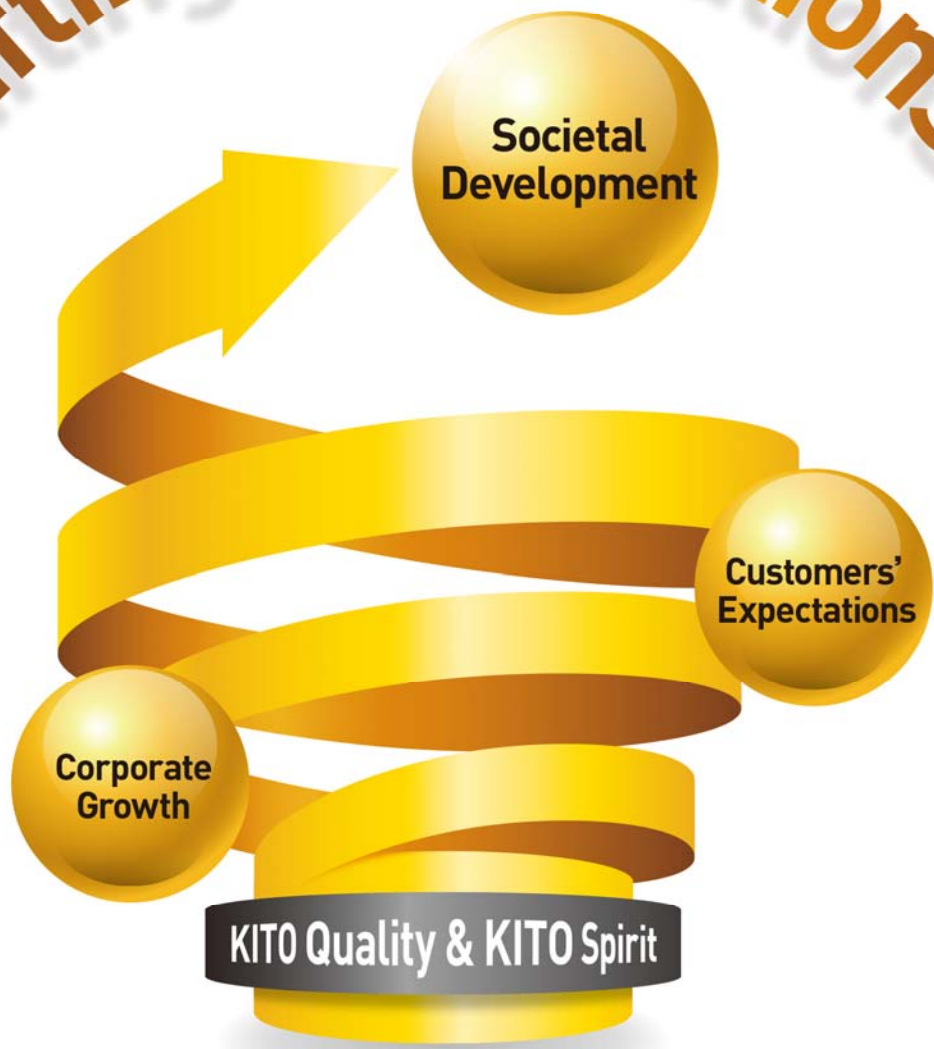 Societal
Development
Customers’
Expectations
Corporate
Growth
KITO Quality & KITO Spirit